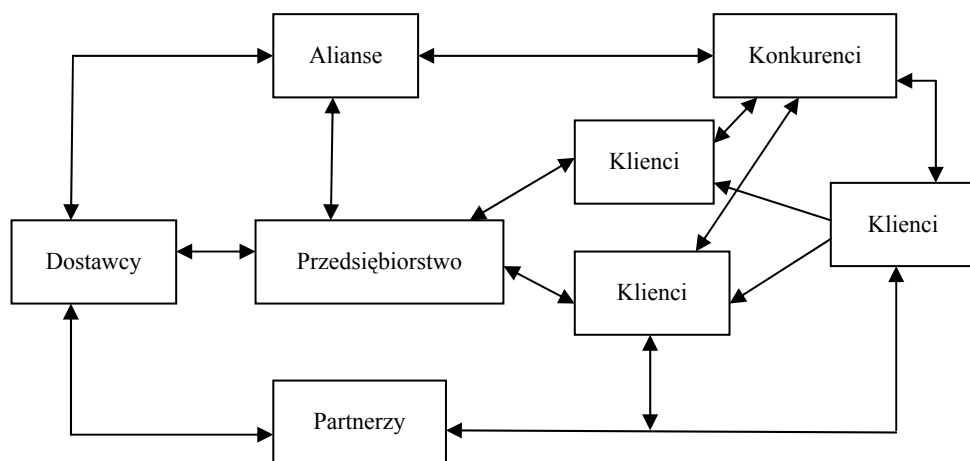 Alianse
Konkurenci
Klienci
Klienci
Dostawcy
Przedsiębiorstwo
Klienci
Partnerzy